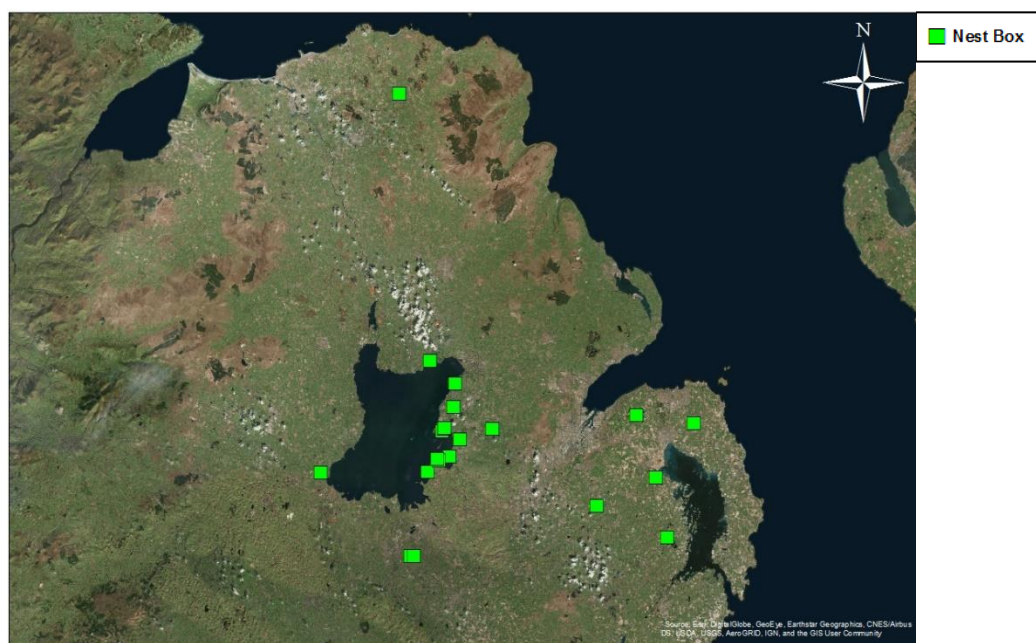 N
Nest Box
Source: Esri, DigitalGlobe, GeoEye, Earthstar Geographics, CNES/Airbus
DS, USDA, USGS, AeroGRID, IGN, and the GIS User Community